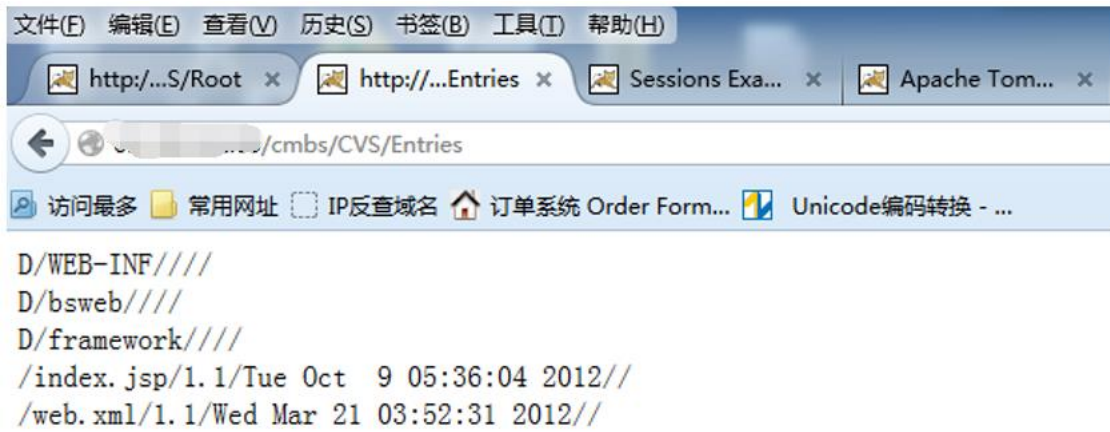 文件(F) 编辑(E) 查看(V) 历史(S) 书签(B) 工具(T) 帮助(H)
http:/...S/Root × http://...Entries × Sessions Exa... × Apache Tom... ×
/cmbs/CVS/Entries
访问最多 常用网址 IP反查域名 订单系统 Order Form... Unicode编码转换 - ...
D/WEB-INF////
D/bsweb////
D/framework////
/index.jsp/1.1/Tue Oct  9 05:36:04 2012//
/web.xml/1.1/Wed Mar 21 03:52:31 2012//